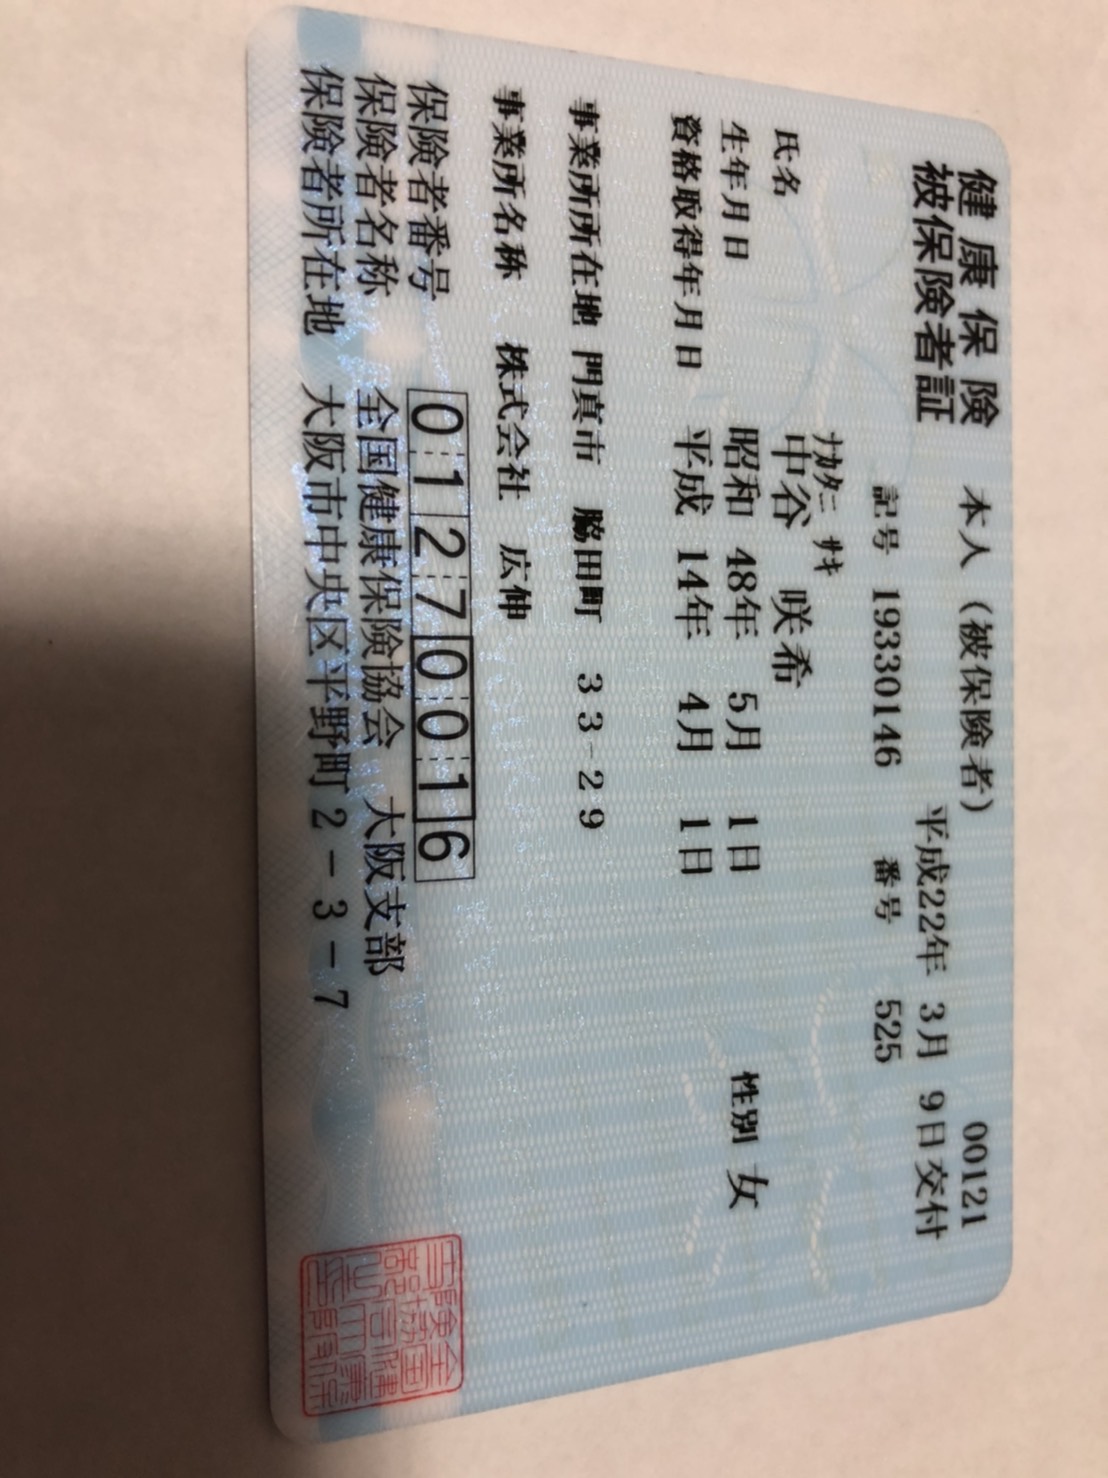 健康保険 本人（被保険者） 00121
被保険者証 平成22年 3月 9日交付
記号 19330146 番号 525
ﾅｶﾀﾆ ｻｷ
氏名 中谷 咲希
生年月日 昭和 48年 5月 1日 性別 女
資格取得年月日 平成 14年 4月 1日
事業所所在地 門真市 脇田町 33-29
事業所名称 株式会社 広伸
保険者番号 01270016
保険者名称 全国健康保険協会 大阪支部
保険者所在地 大阪市中央区平野町2-3-7